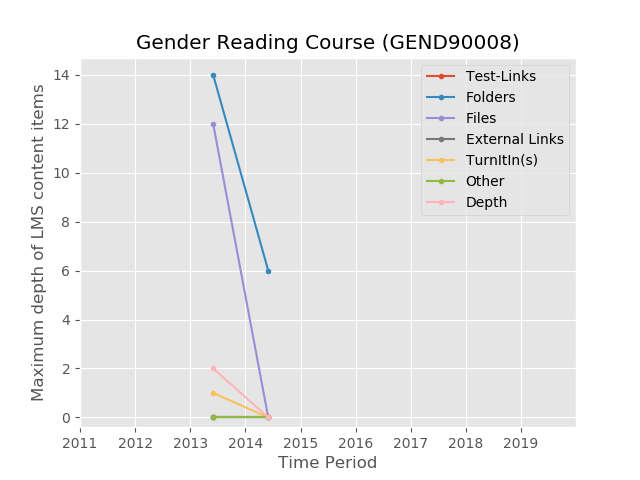 Gender Reading Course (GEND90008)
Test-Links
Folders
Files
External Links
TurnItIn(s)
Other
Depth
Maximum depth of LMS content items
14
12
10
8
6
4
2
0
2011 2012 2013 2014 2015 2016 2017 2018 2019
Time Period